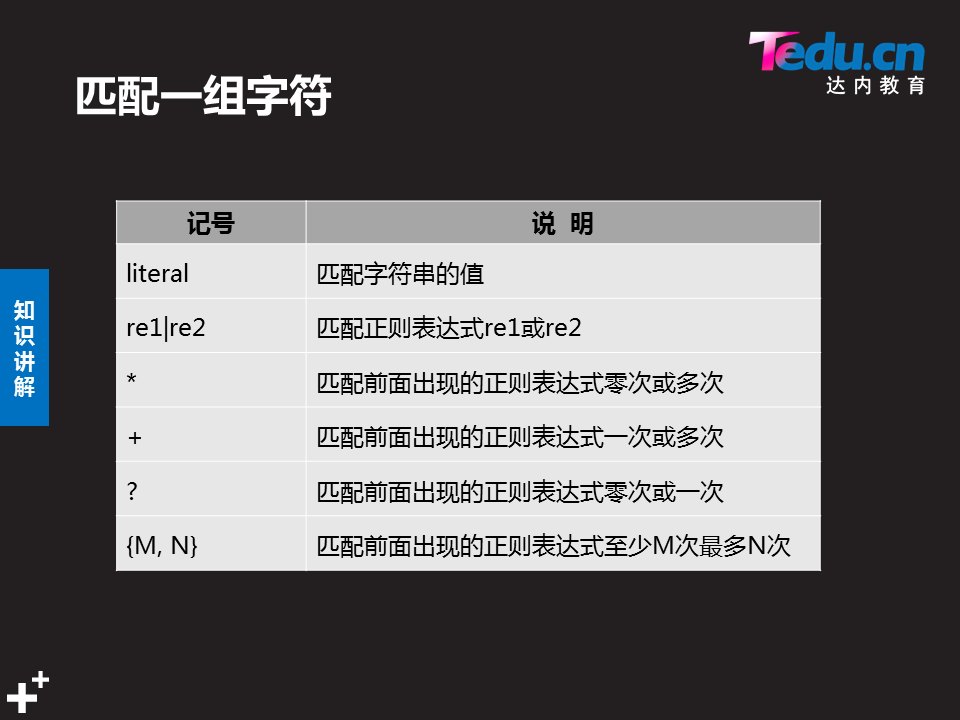 Tedu.cn
达内教育
匹配一组字符
记号 说 明
literal 匹配字符串的值
re1|re2 匹配正则表达式re1或re2
* 匹配前面出现的正则表达式零次或多次
+ 匹配前面出现的正则表达式一次或多次
? 匹配前面出现的正则表达式零次或一次
{M, N} 匹配前面出现的正则表达式至少M次最多N次
知识讲解